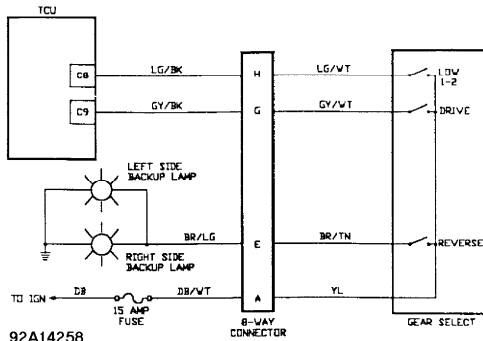 TCU
C8
LG/BK
H
LG/WT
LOW
1-2
C9
GY/BK
G
GY/WT
DRIVE
LEFT SIDE
BACKUP LAMP
BR/LG
E
BR/TN
REVERSE
RIGHT SIDE
BACKUP LAMP
TO IGN
DB
DB/WT
A
YL
15 AMP
FUSE
8-WAY
CONNECTOR
GEAR SELECT
92A14258